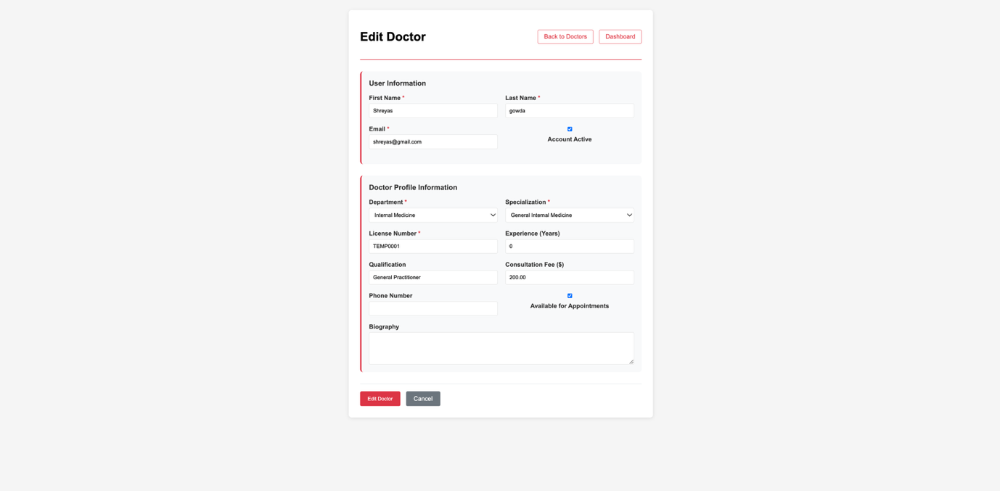 Edit Doctor
Back to Doctors
Dashboard
User Information
First Name *
Last Name *
Shreyas
gowda
Email *
shreyas@gmail.com
Account Active
Doctor Profile Information
Department *
Specialization *
Internal Medicine
General Internal Medicine
License Number *
Experience (Years)
TEMP0001
0
Qualification
Consultation Fee ($)
General Practitioner
200.00
Phone Number
Available for Appointments
Biography
Edit Doctor
Cancel